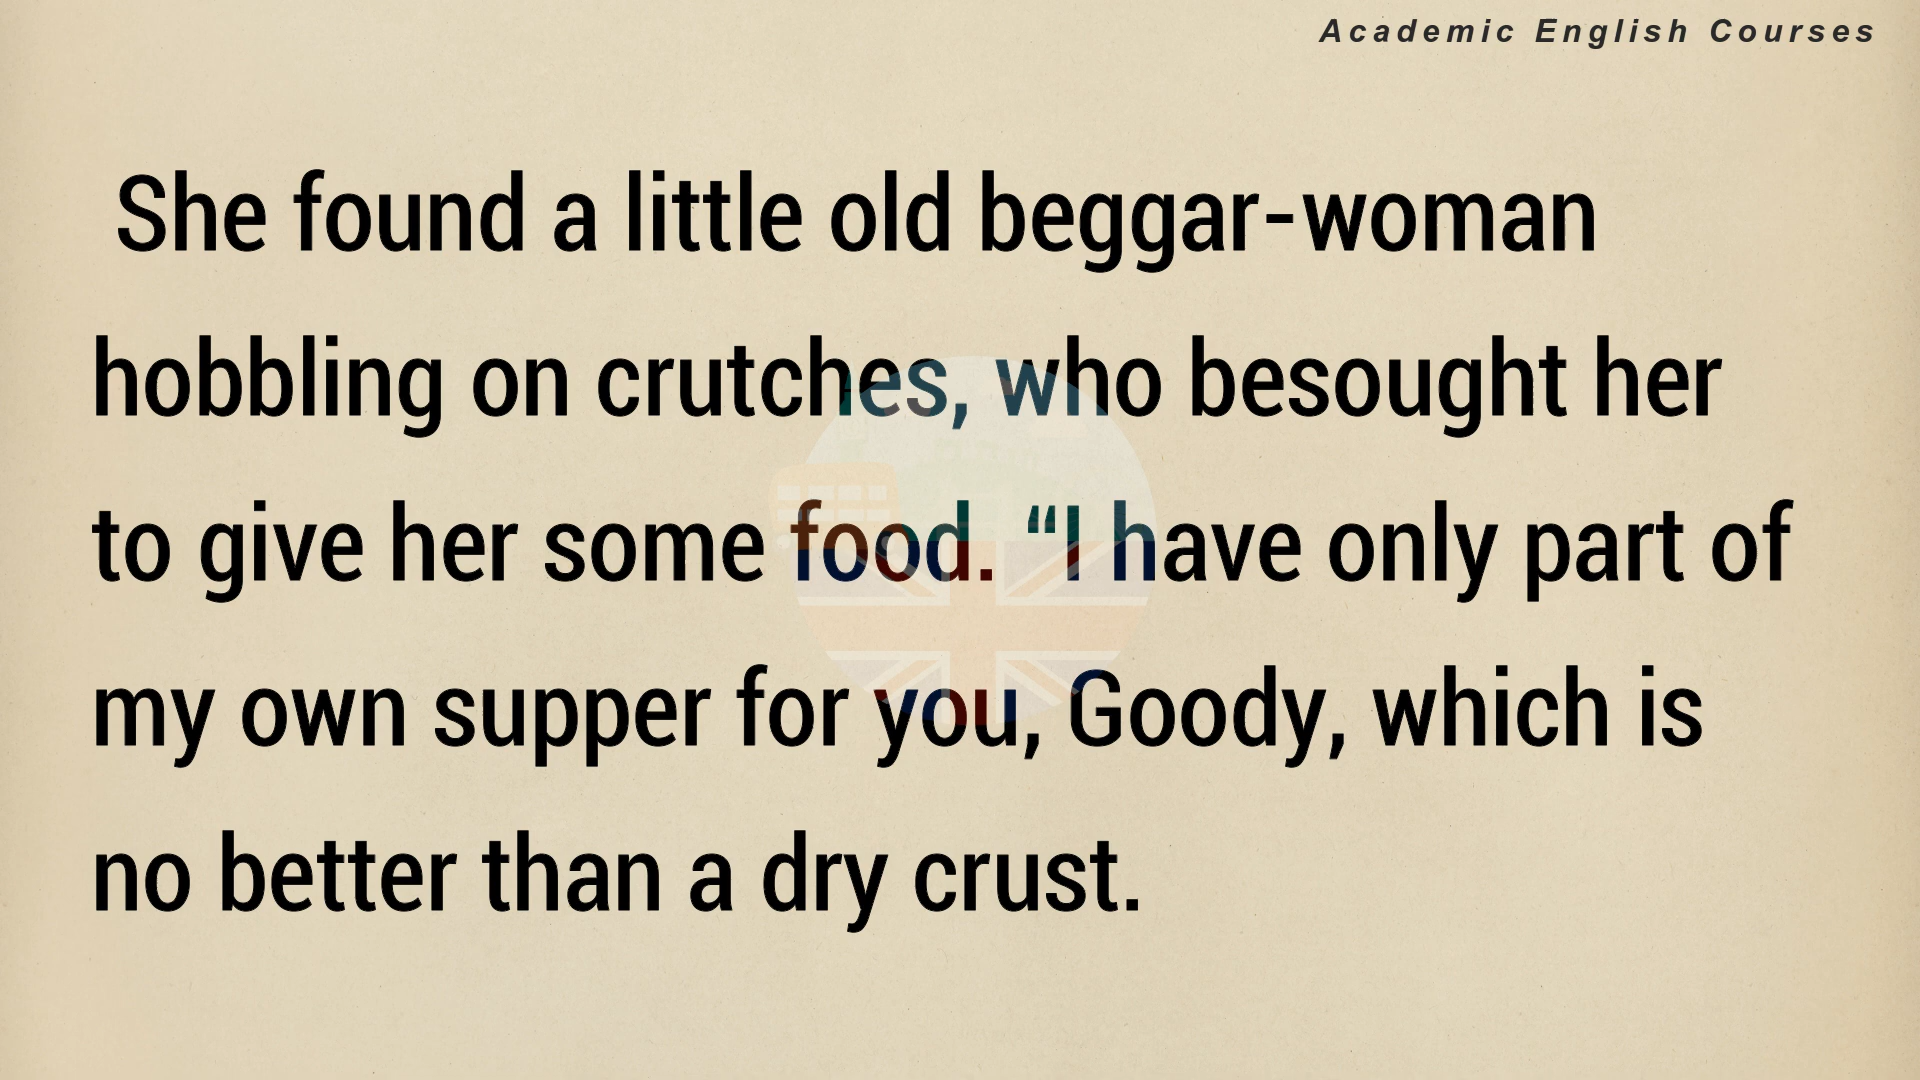 Academic English Courses
She found a little old beggar-woman
hobbling on crutches, who besought her
to give her some food. “I have only part of
my own supper for you, Goody, which is
no better than a dry crust.